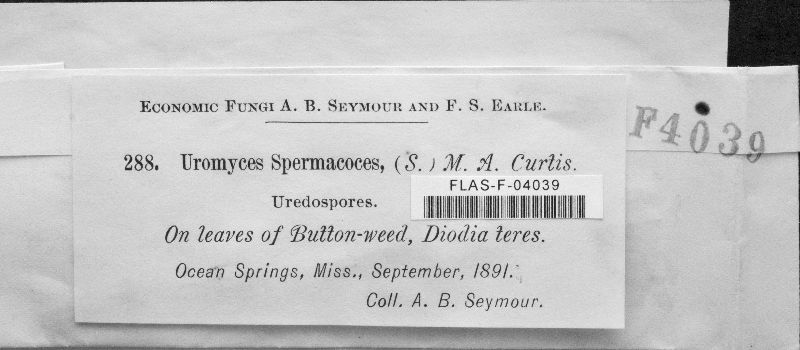 Economic Fungi A. B. Seymour and F. S. Earle.
F4039
288. Uromyces Spermacoces, (S.) M. A. Curtis.
FLAS-F-04039
Uredospores.
On leaves of Button-weed, Diodia teres.
Ocean Springs, Miss., September, 1891.
Coll. A. B. Seymour.